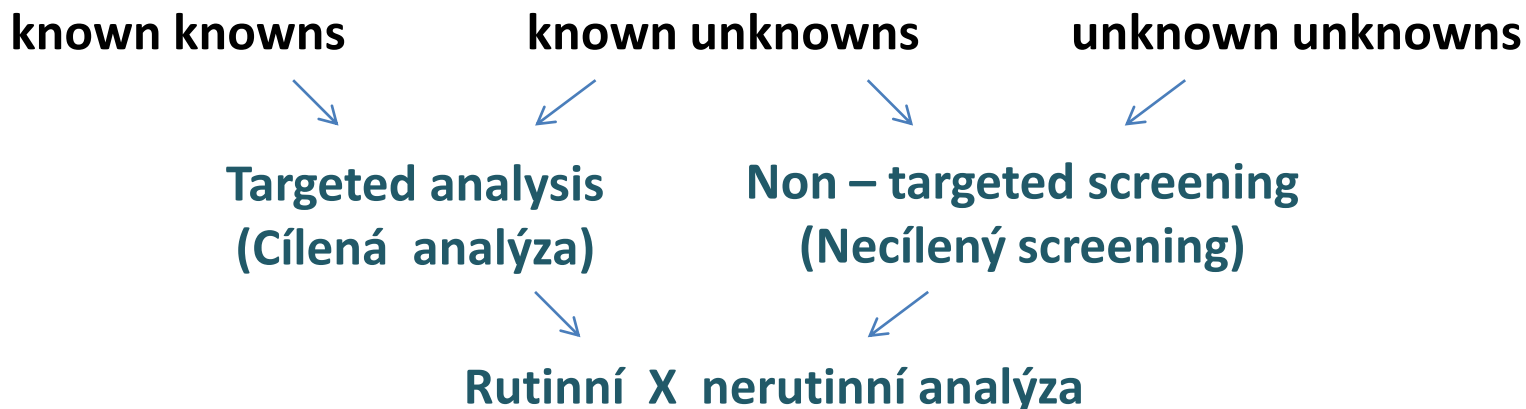 known knowns known unknowns unknown unknowns
Targeted analysis
(Cílená analýza)
Non – targeted screening
(Necílený screening)
Rutinní X nerutinní analýza